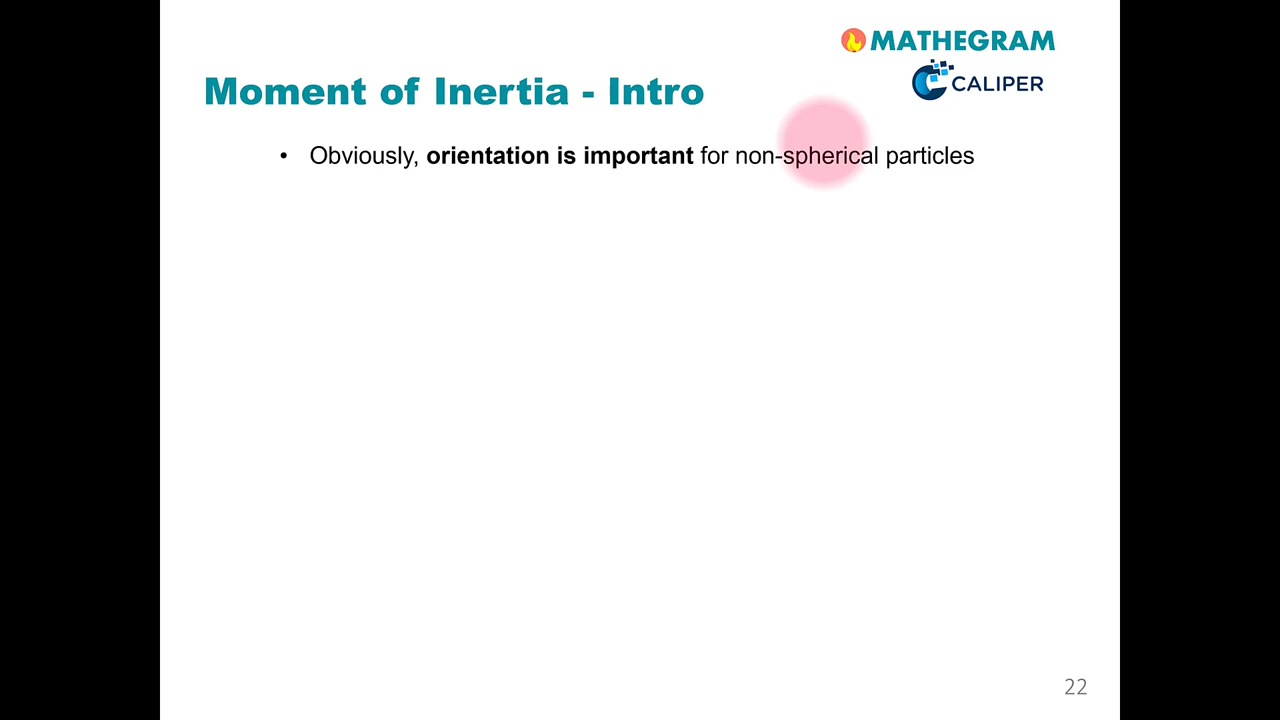 MATHEGRAM
CALIPER
Moment of Inertia - Intro
• Obviously, orientation is important for non-spherical particles
22